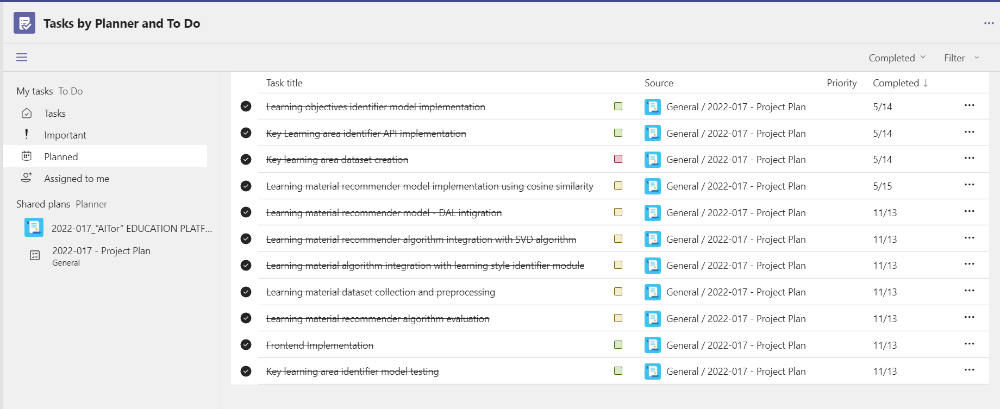 Tasks by Planner and To Do
Completed Filter
My tasks To Do
Tasks
Important
Planned
Assigned to me
Shared plans Planner
2022-017_“AITor” EDUCATION PLATF...
2022-017 - Project Plan
General
Task title Source Priority Completed ↓
Learning objectives identifier model implementation General / 2022-017 - Project Plan 5/14
Key Learning area identifier API implementation General / 2022-017 - Project Plan 5/14
Key learning area dataset creation General / 2022-017 - Project Plan 5/14
Learning material recommender model implementation using cosine similarity General / 2022-017 - Project Plan 5/15
Learning material recommender model - DAL intigration General / 2022-017 - Project Plan 11/13
Learning material recommender algorithm integration with SVD algorithm General / 2022-017 - Project Plan 11/13
Learning material algorithm integration with learning style identifier module General / 2022-017 - Project Plan 11/13
Learning material dataset collection and preprocessing General / 2022-017 - Project Plan 11/13
Learning material recommender algorithm evaluation General / 2022-017 - Project Plan 11/13
Frontend Implementation General / 2022-017 - Project Plan 11/13
Key learning area identifier model testing General / 2022-017 - Project Plan 11/13